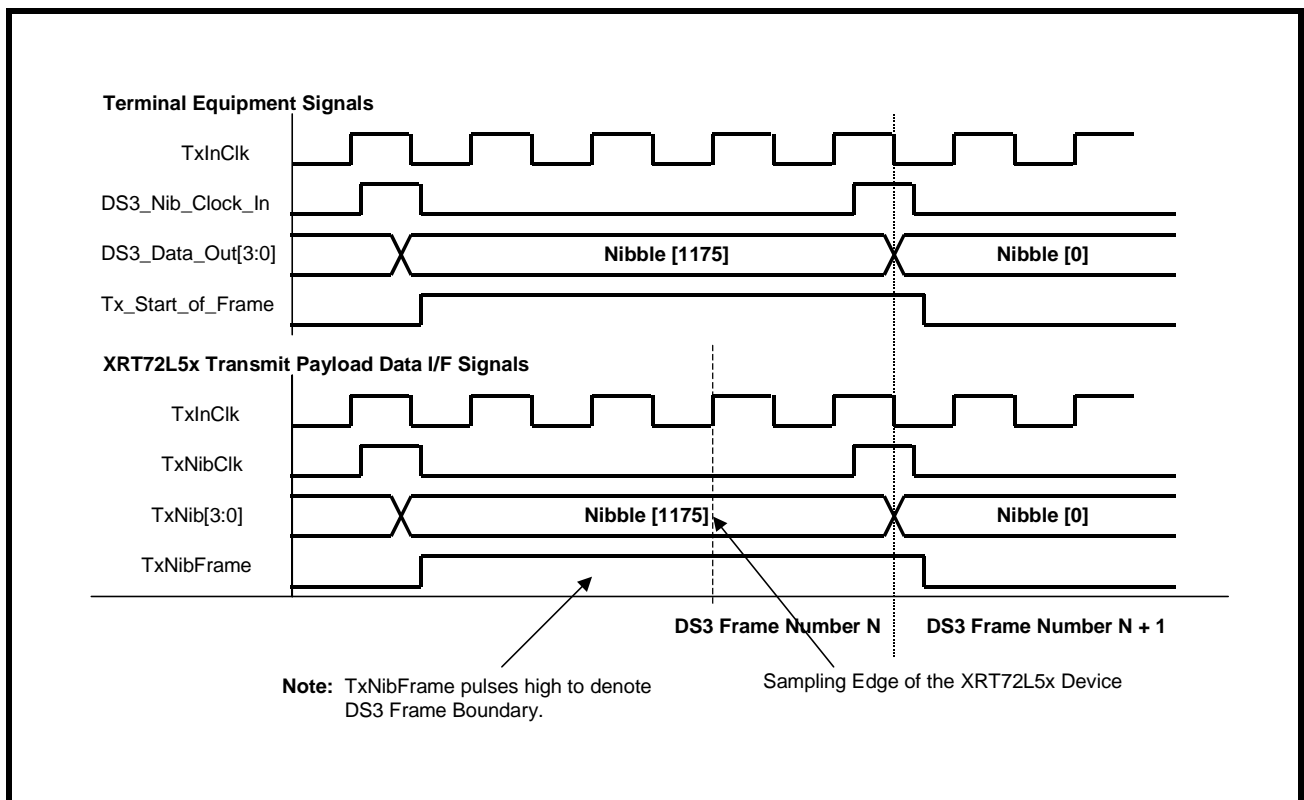 Terminal Equipment Signals
TxInClk
DS3_Nib_Clock_In
DS3_Data_Out[3:0]
Nibble [1175]
Nibble [0]
Tx_Start_of_Frame
XRT72L5x Transmit Payload Data I/F Signals
TxInClk
TxNibClk
TxNib[3:0]
Nibble [1175]
Nibble [0]
TxNibFrame
DS3 Frame Number N
DS3 Frame Number N + 1
Note: TxNibFrame pulses high to denote
DS3 Frame Boundary.
Sampling Edge of the XRT72L5x Device